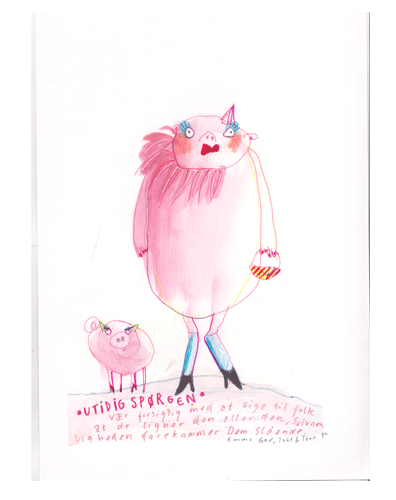 •UTIDIG SPØRGEN•
VÆr forsigtig med at sige til folk
at de ligner den eller den, selvom
ligheden forekommer Dem slående.
Emma Gad, Takt & Tone